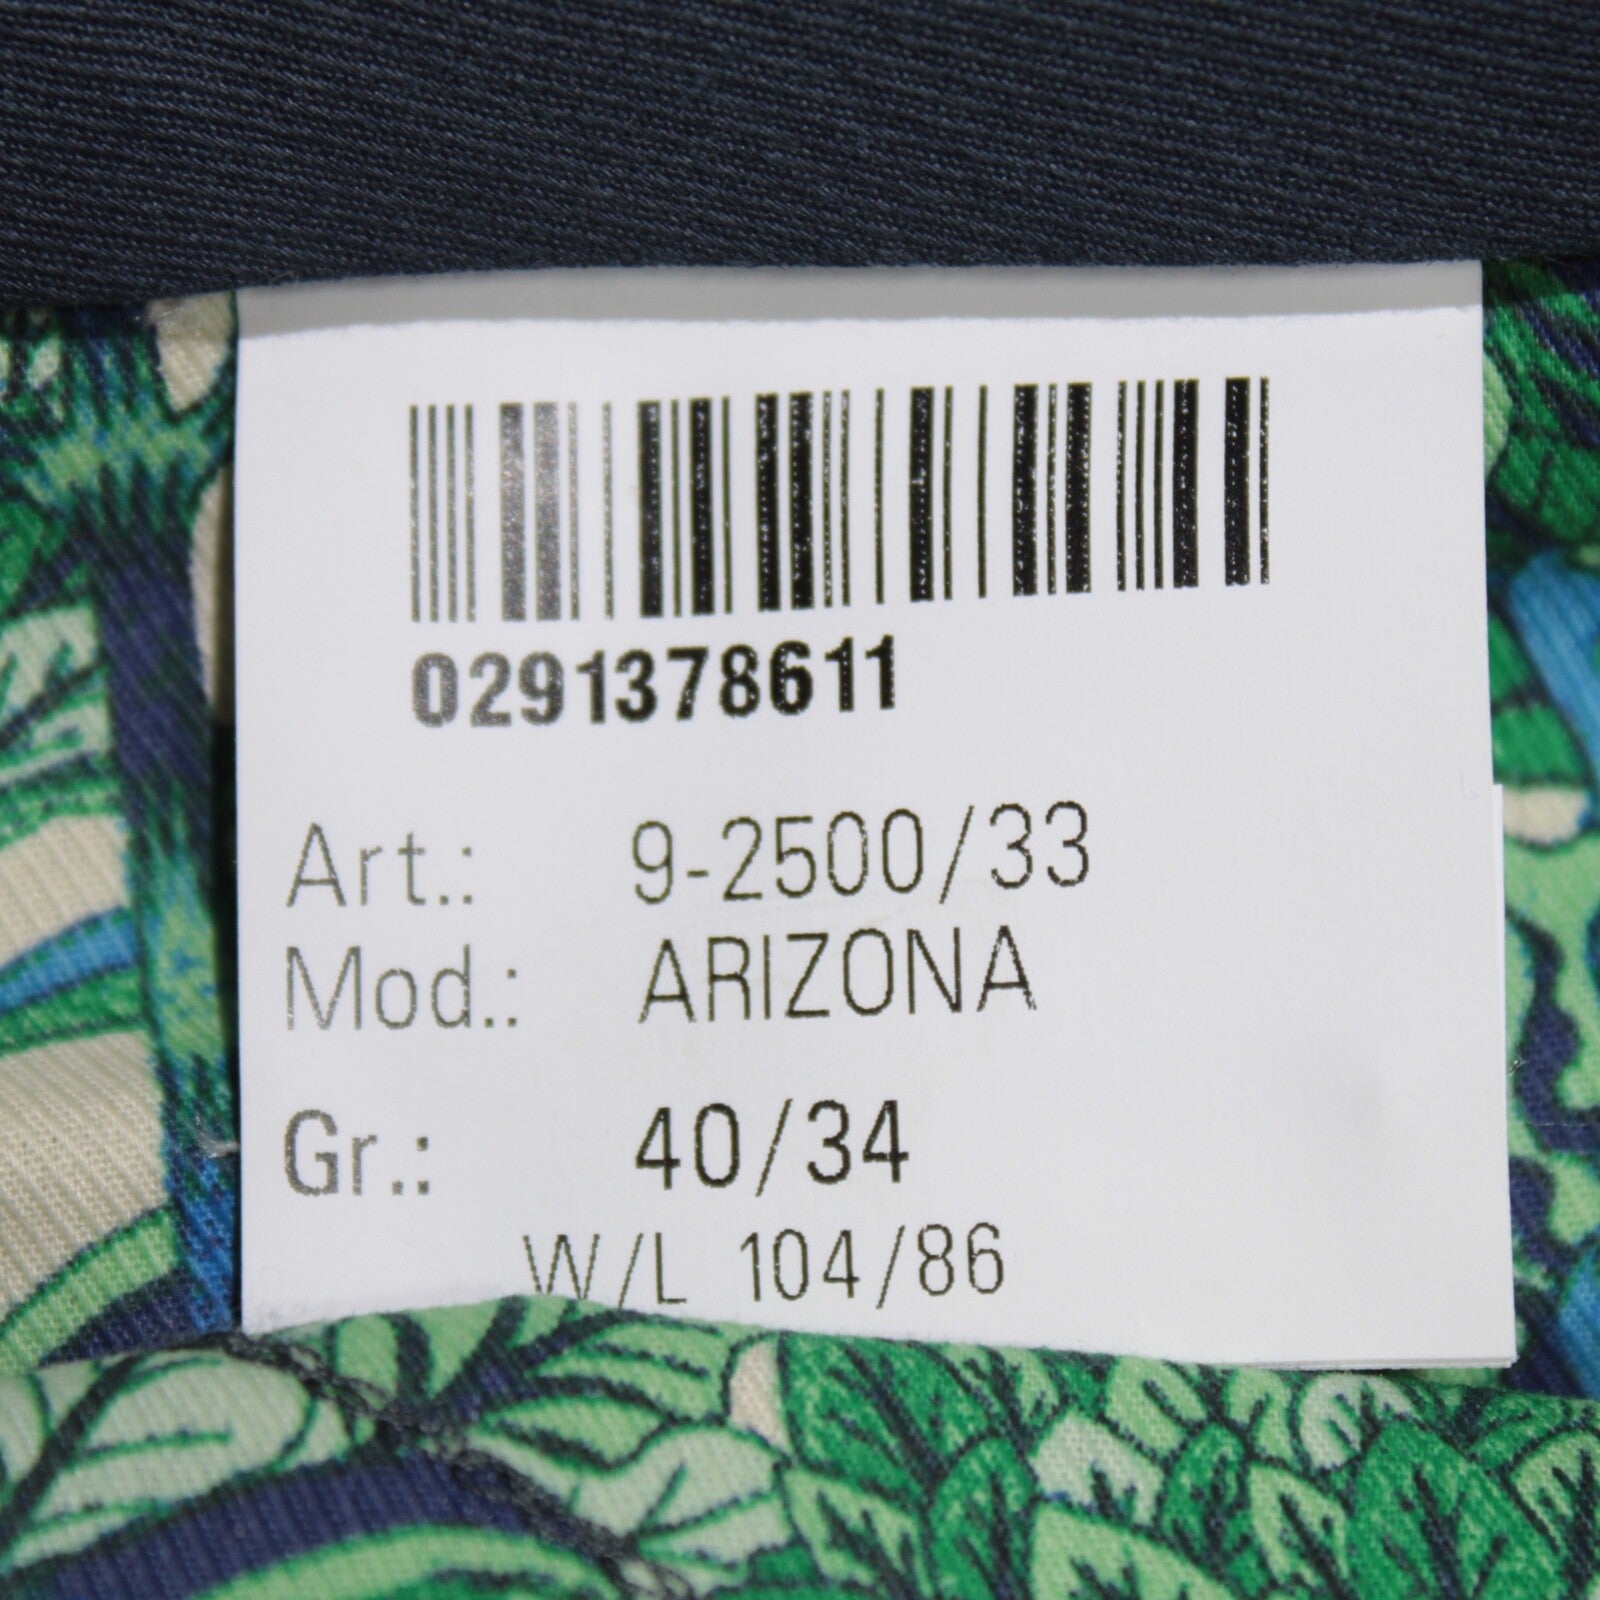 0291378611
Art.: 9-2500/33
Mod.: ARIZONA
Gr.: 40/34
W/L 104/86